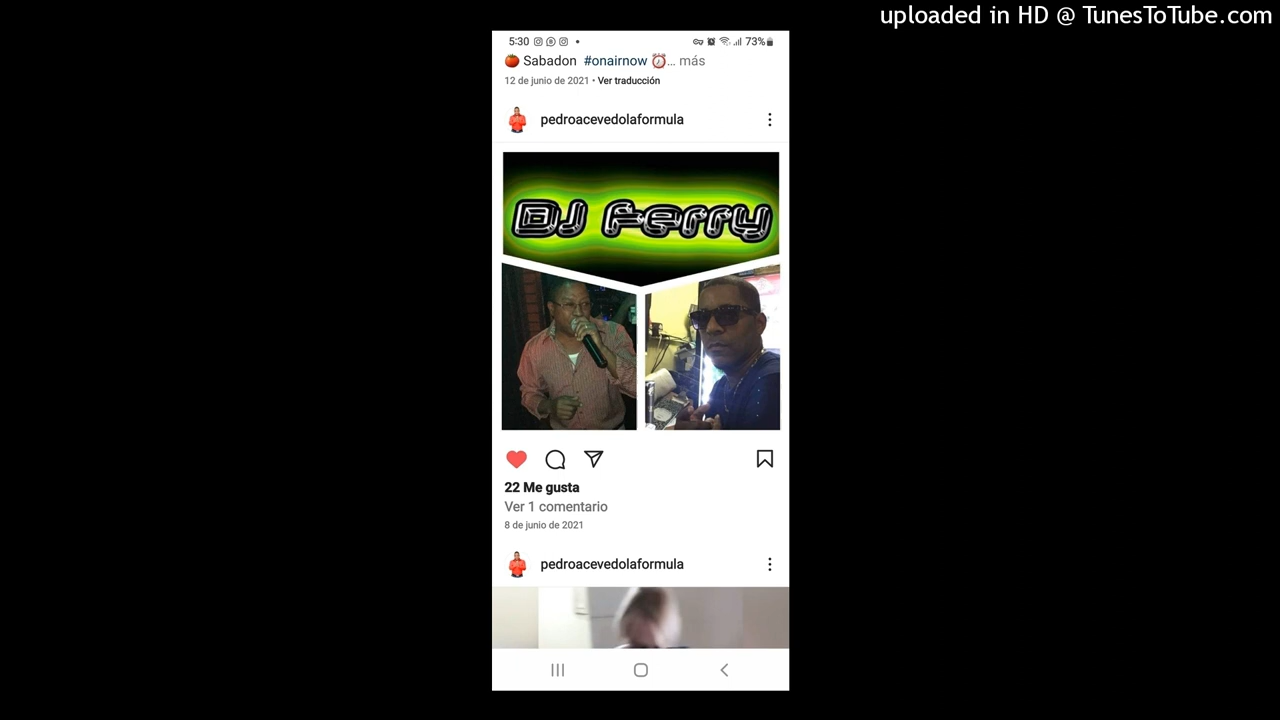 uploaded in HD @ TunesToTube.com
5:30 73%
🍅 Sabadon #onairnow ⏰... más
12 de junio de 2021 • Ver traducción
pedroacevedolaformula
DJ Ferry
22 Me gusta
Ver 1 comentario
8 de junio de 2021
pedroacevedolaformula